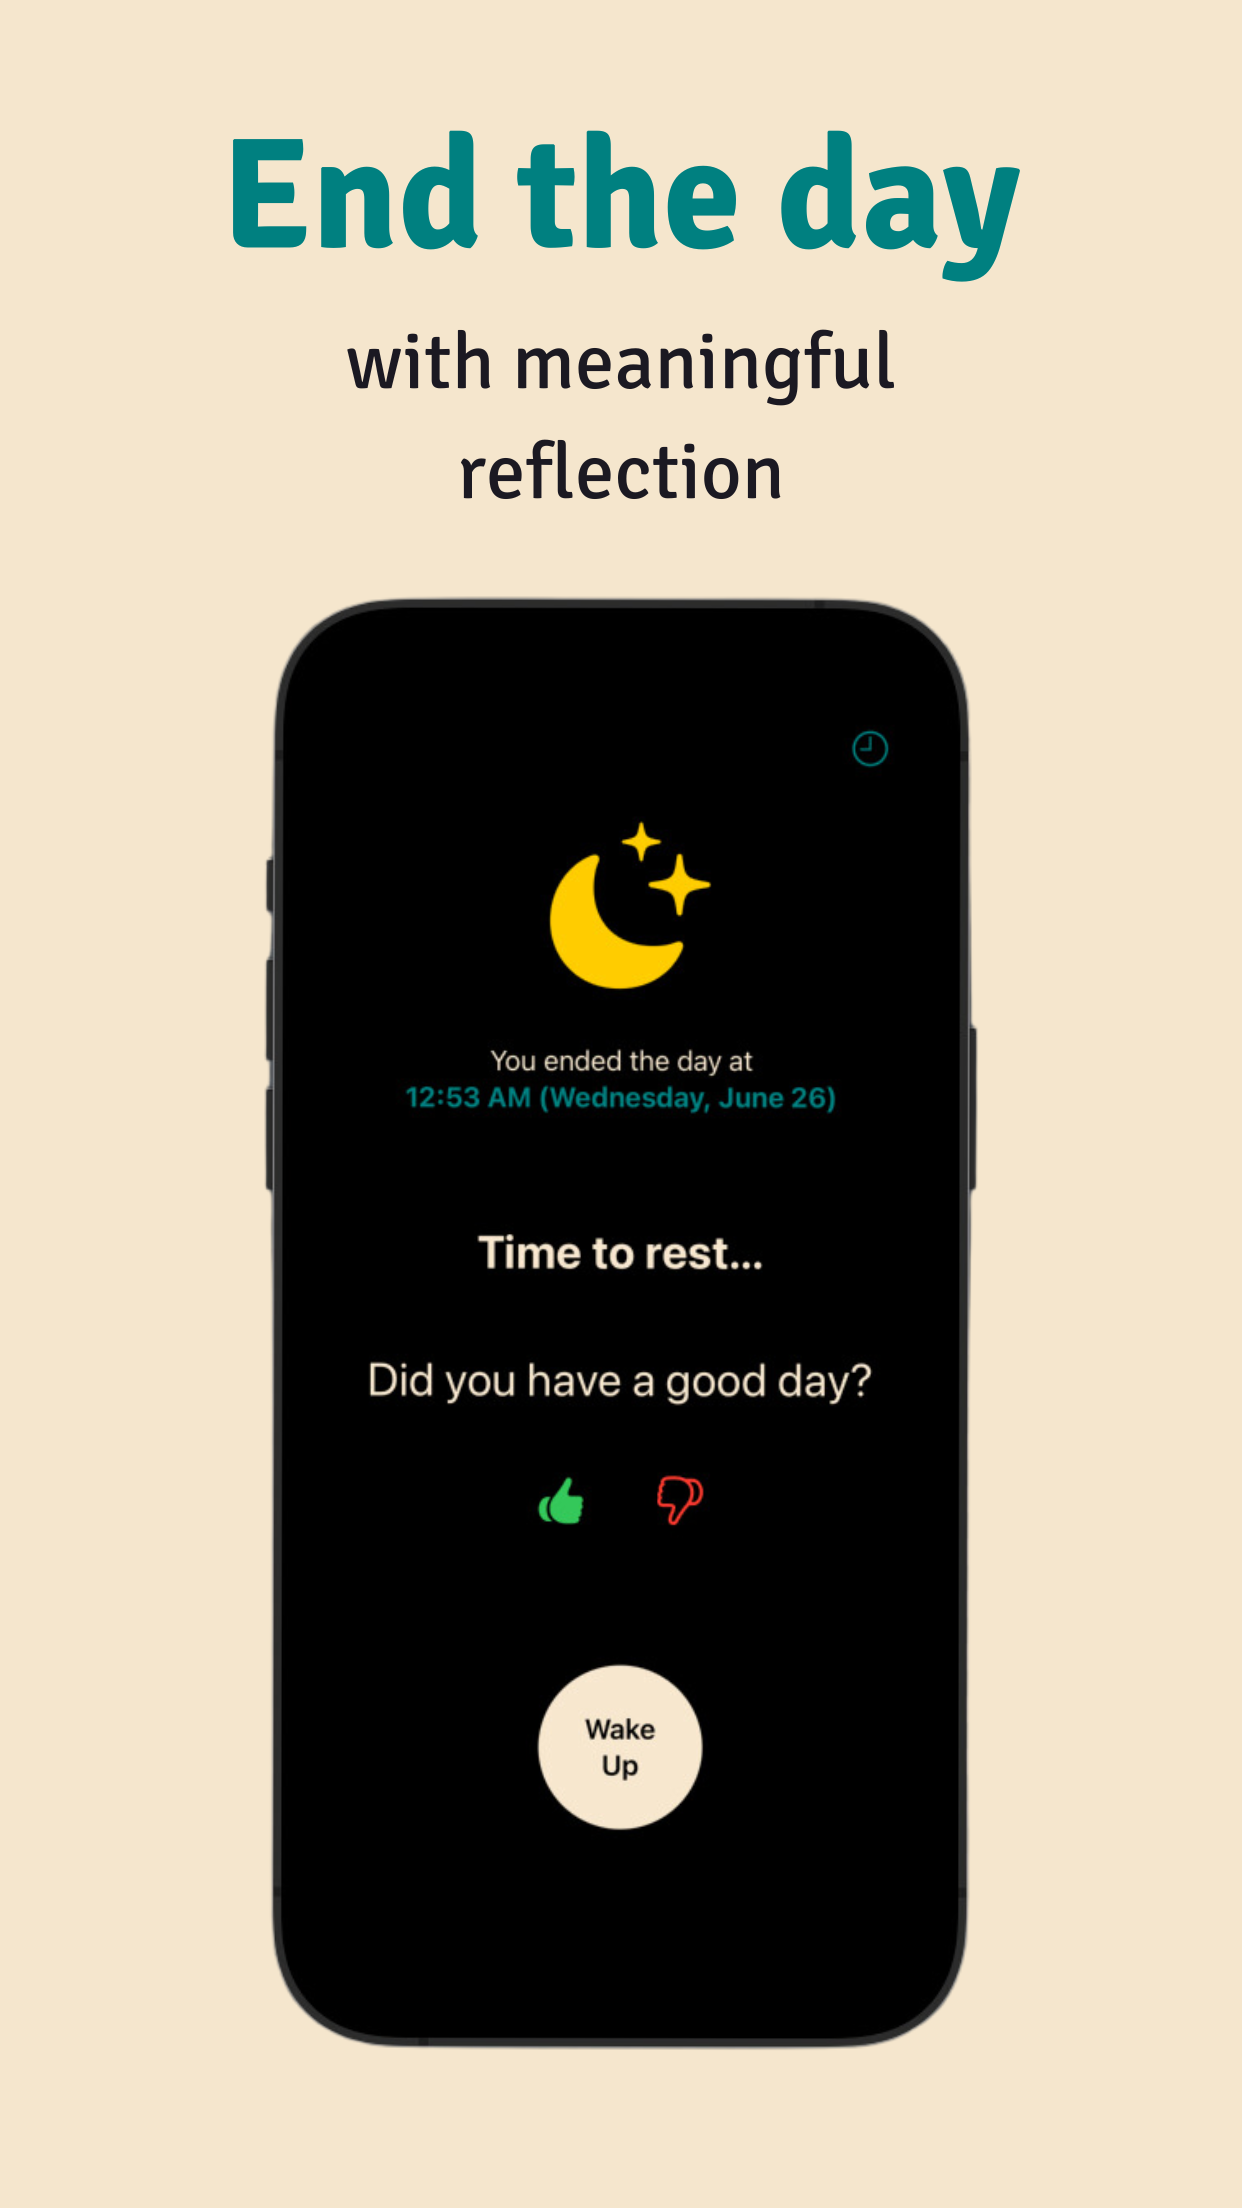 End the day
with meaningful
reflection
You ended the day at
12:53 AM (Wednesday, June 26)
Time to rest...
Did you have a good day?
Wake
Up